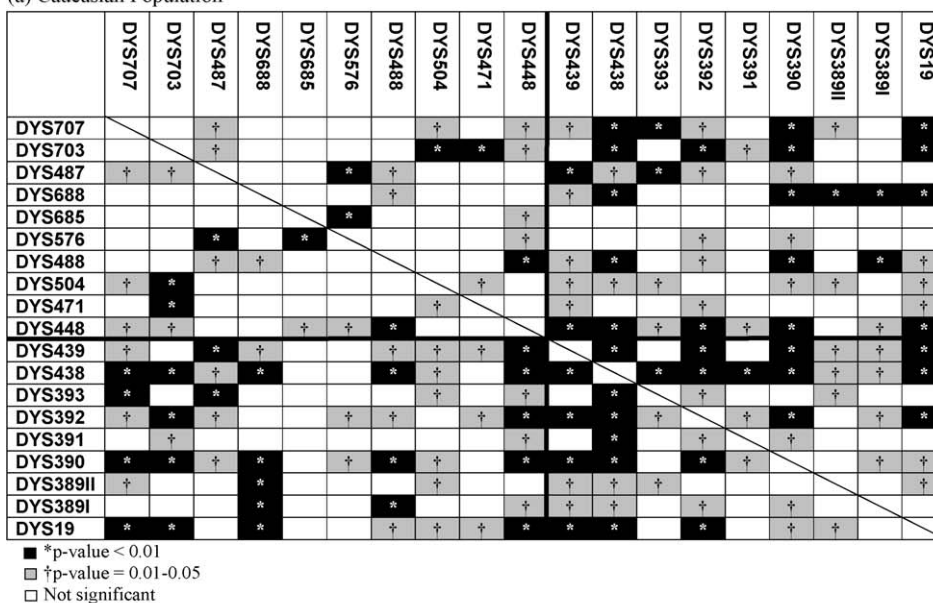 (a) Caucasian Population
DYS707 DYS703 DYS487 DYS688 DYS685 DYS576 DYS488 DYS504 DYS471 DYS448 DYS439 DYS438 DYS393 DYS392 DYS391 DYS390 DYS389II DYS389I DYS19
DYS707 † † † † * * † * † *
DYS703 † * * † * * † * *
DYS487 † † * † * † * † †
DYS688 † † * * * * *
DYS685 * †
DYS576 * * † † †
DYS488 † † * † * † * * †
DYS504 † * † † † † † † †
DYS471 * † † † †
DYS448 † † † † * * * † * † * † *
DYS439 † * † † † † * * * * † † *
DYS438 * * † * * † * * * * * * † † *
DYS393 * * † † * † †
DYS392 † * † † † † * * * † † * † *
DYS391 † † * † †
DYS390 * * † * † * † * * * * † † †
DYS389II † * † † † † †
DYS389I * * † † † † †
DYS19 * * * † † † * * * * † †
*p-value < 0.01
†p-value = 0.01-0.05
Not significant